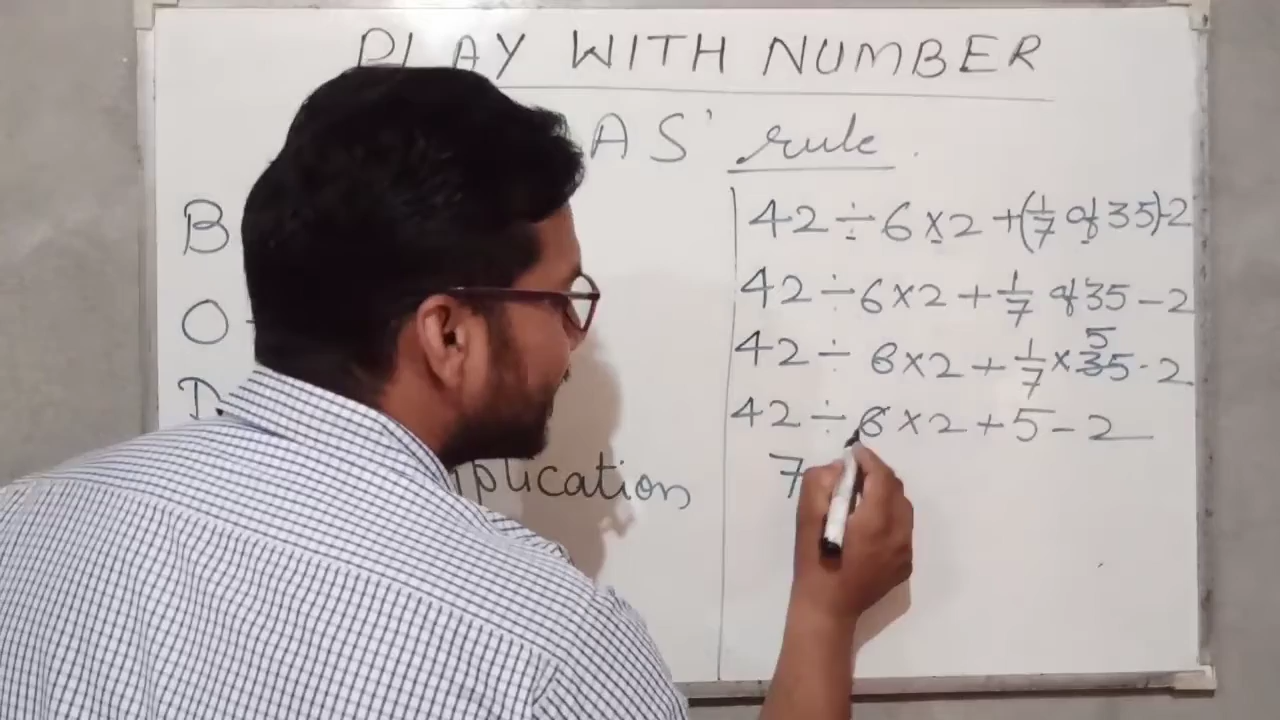 PLAY WITH NUMBER
AS' rule.
B
O
D
plication
42 ÷ 6 × 2 + (1/7 of 35) - 2
42 ÷ 6 × 2 + 1/7 of 35 - 2
5
42 ÷ 6 × 2 + 1/7 × 35 - 2
42 ÷ 6 × 2 + 5 - 2
7